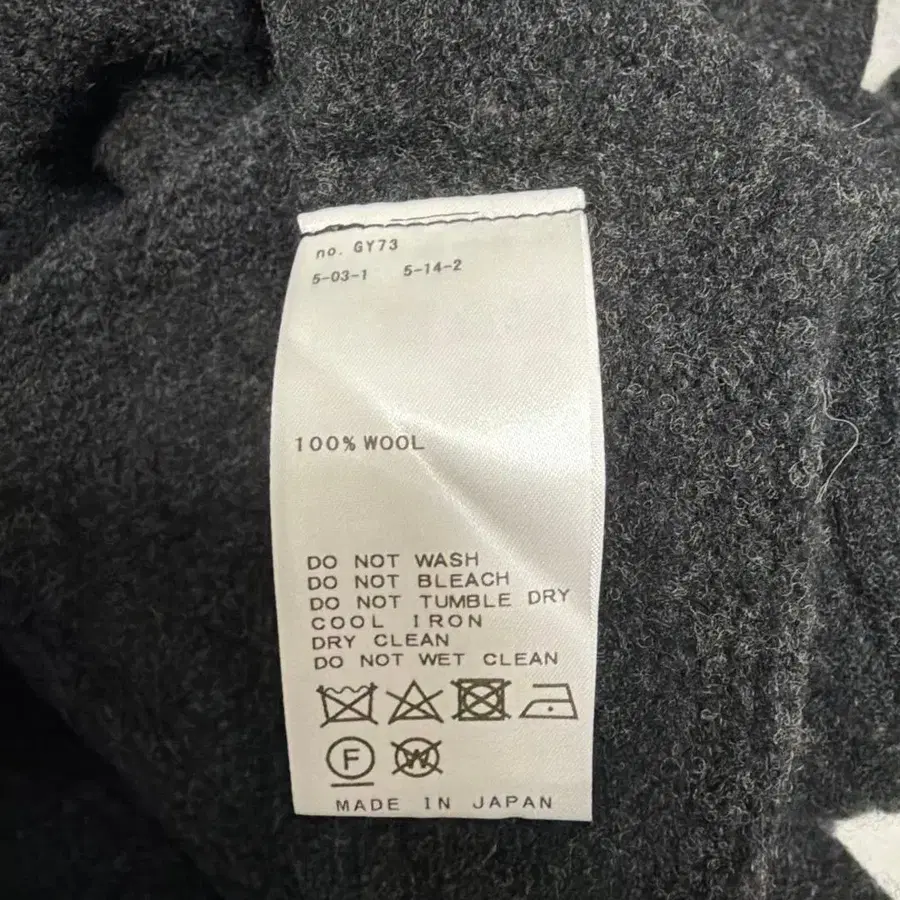 no. GY73
5-03-1 5-14-2
100% WOOL
DO NOT WASH
DO NOT BLEACH
DO NOT TUMBLE DRY
COOL IRON
DRY CLEAN
DO NOT WET CLEAN
F W
MADE IN JAPAN